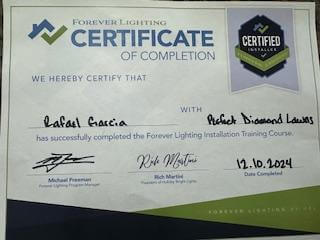 FOREVER LIGHTING
CERTIFICATE
OF COMPLETION
CERTIFIED
INSTALLER
WE HEREBY CERTIFY THAT
Rafael Garcia
WITH
Perfect Diamond Lawns
has successfully completed the Forever Lighting Installation Training Course.
Rich Martini
12.10.2024
Michael Freeman
Rich Martini
Date Completed
Forever Lighting Program Manager
President of Holiday Bright Lights
FOREVER LIGHTING BY